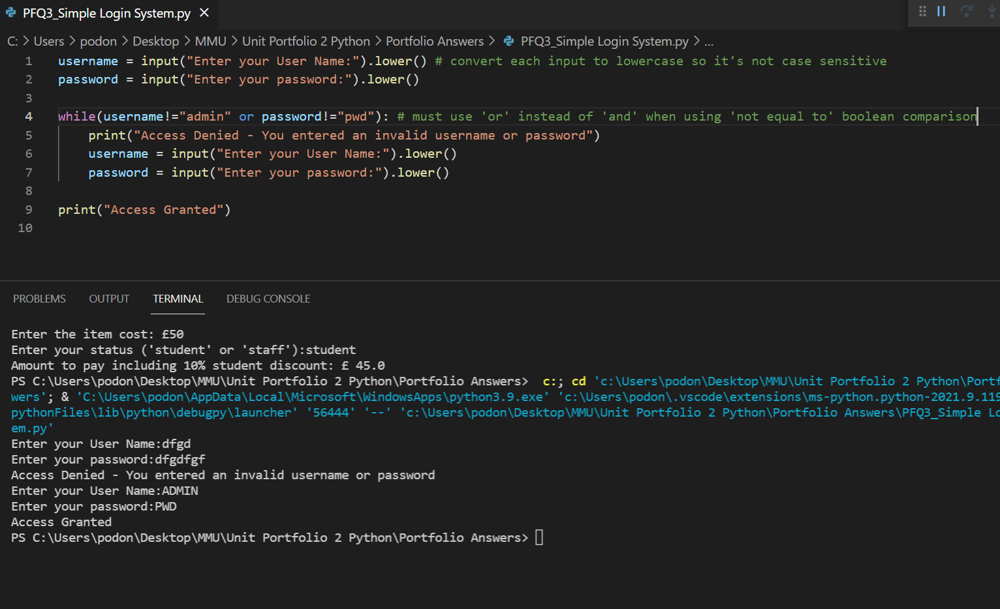 PFQ3_Simple Login System.py
C: > Users > podon > Desktop > MMU > Unit Portfolio 2 Python > Portfolio Answers > PFQ3_Simple Login System.py > ...
1 username = input("Enter your User Name:").lower() # convert each input to lowercase so it's not case sensitive
2 password = input("Enter your password:").lower()
3
4 while(username!="admin" or password!="pwd"): # must use 'or' instead of 'and' when using 'not equal to' boolean comparison
5 print("Access Denied - You entered an invalid username or password")
6 username = input("Enter your User Name:").lower()
7 password = input("Enter your password:").lower()
8
9 print("Access Granted")
10
PROBLEMS OUTPUT TERMINAL DEBUG CONSOLE
Enter the item cost: £50
Enter your status ('student' or 'staff'):student
Amount to pay including 10% student discount: £ 45.0
PS C:\Users\podon\Desktop\MMU\Unit Portfolio 2 Python\Portfolio Answers> c:; cd 'c:\Users\podon\Desktop\MMU\Unit Portfolio 2 Python\Portf
wers'; & 'C:\Users\podon\AppData\Local\Microsoft\WindowsApps\python3.9.exe' 'c:\Users\podon\.vscode\extensions\ms-python.python-2021.9.119
pythonFiles\lib\python\debugpy\launcher' '56444' '--' 'c:\Users\podon\Desktop\MMU\Unit Portfolio 2 Python\Portfolio Answers\PFQ3_Simple Lo
em.py'
Enter your User Name:dfgd
Enter your password:dfgdfgf
Access Denied - You entered an invalid username or password
Enter your User Name:ADMIN
Enter your password:PWD
Access Granted
PS C:\Users\podon\Desktop\MMU\Unit Portfolio 2 Python\Portfolio Answers>